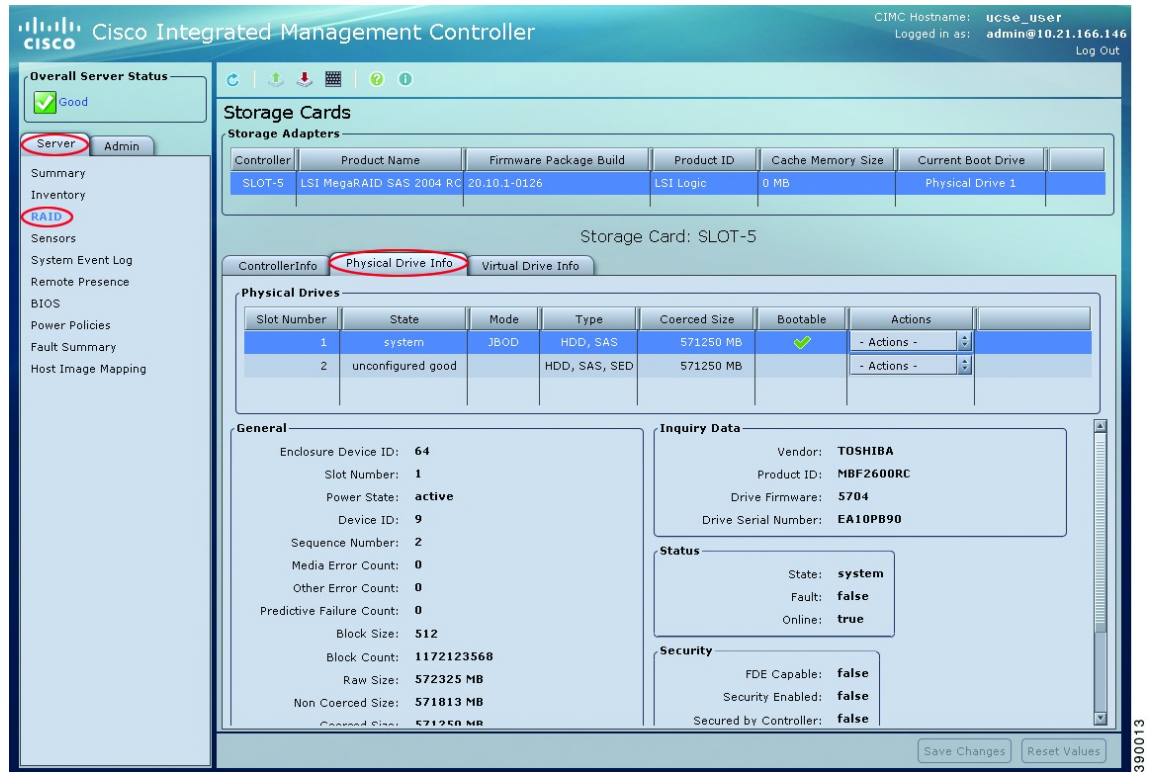 CISCO
Cisco Integrated Management Controller
CIMC Hostname: ucse_user
Logged in as: admin@10.21.166.146
Log Out
Overall Server Status
Good
Server Admin
Summary
Inventory
RAID
Sensors
System Event Log
Remote Presence
BIOS
Power Policies
Fault Summary
Host Image Mapping
Storage Cards
Storage Adapters
Controller Product Name Firmware Package Build Product ID Cache Memory Size Current Boot Drive
SLOT-5 LSI MegaRAID SAS 2004 RC 20.10.1-0126 LSI Logic 0 MB Physical Drive 1
Storage Card: SLOT-5
ControllerInfo Physical Drive Info Virtual Drive Info
Physical Drives
Slot Number State Mode Type Coerced Size Bootable Actions
1 system JBOD HDD, SAS 571250 MB - Actions -
2 unconfigured good HDD, SAS, SED 571250 MB - Actions -
General
Enclosure Device ID: 64
Slot Number: 1
Power State: active
Device ID: 9
Sequence Number: 2
Media Error Count: 0
Other Error Count: 0
Predictive Failure Count: 0
Block Size: 512
Block Count: 1172123568
Raw Size: 572325 MB
Non Coerced Size: 571813 MB
Coerced Size: 571250 MB
Inquiry Data
Vendor: TOSHIBA
Product ID: MBF2600RC
Drive Firmware: 5704
Drive Serial Number: EA10PB90
Status
State: system
Fault: false
Online: true
Security
FDE Capable: false
Security Enabled: false
Secured by Controller: false
Save Changes Reset Values
390013